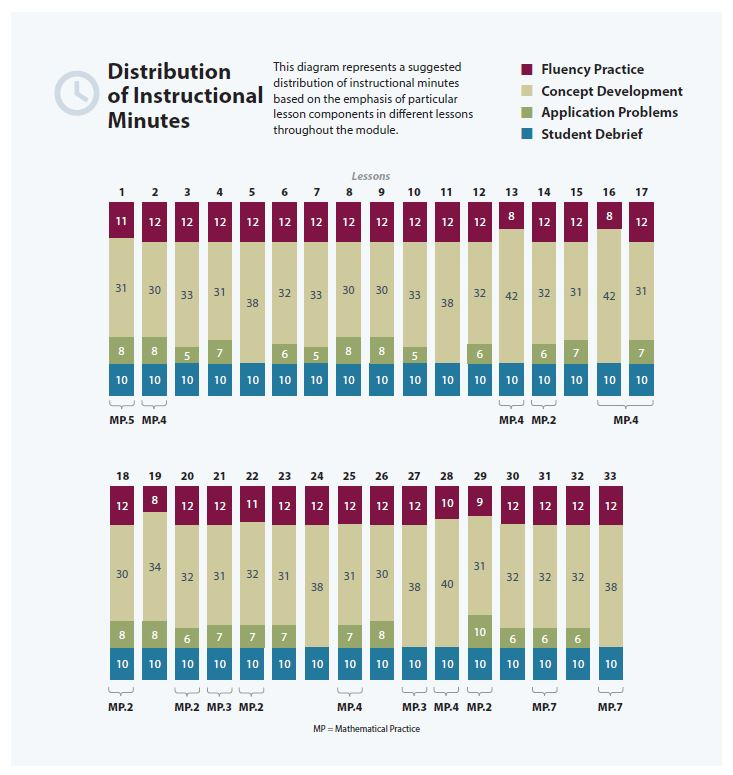 Distribution
of Instructional
Minutes
This diagram represents a suggested
distribution of instructional minutes
based on the emphasis of particular
lesson components in different lessons
throughout the module.
Fluency Practice
Concept Development
Application Problems
Student Debrief
Lessons
1 2 3 4 5 6 7 8 9 10 11 12 13 14 15 16 17
11 12 12 12 12 12 12 12 12 12 12 12 8 12 12 8 12
31 30 33 31 38 32 33 30 30 33 38 32 42 32 31 42 31
8 8 5 7 6 5 8 8 5 6 6 7 7
10 10 10 10 10 10 10 10 10 10 10 10 10 10 10 10 10
MP.5 MP.4 MP.4 MP.2 MP.4
18 19 20 21 22 23 24 25 26 27 28 29 30 31 32 33
12 8 12 12 11 12 12 12 12 12 10 9 12 12 12 12
30 34 32 31 32 31 38 31 30 38 40 31 32 32 32 38
8 8 6 7 7 7 7 8 10 6 6 6
10 10 10 10 10 10 10 10 10 10 10 10 10 10 10 10
MP.2 MP.2 MP.3 MP.2 MP.4 MP.3 MP.4 MP.2 MP.7 MP.7
MP = Mathematical Practice